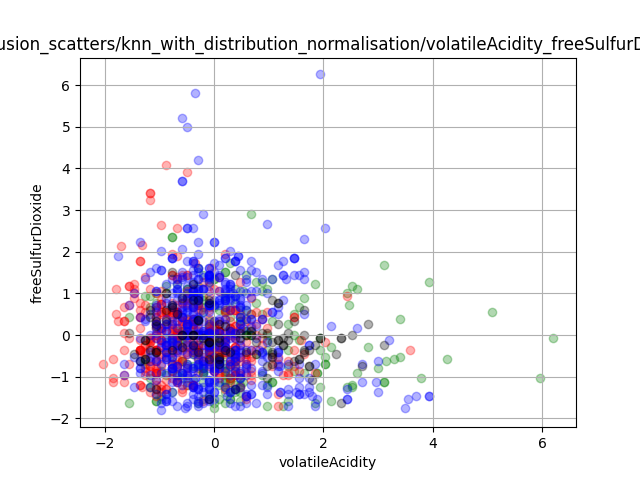 usion_scatters/knn_with_distribution_normalisation/volatileAcidity_freeSulfurD
6
5
4
3
2
1
0
−1
−2
freeSulfurDioxide
−2 0 2 4 6
volatileAcidity